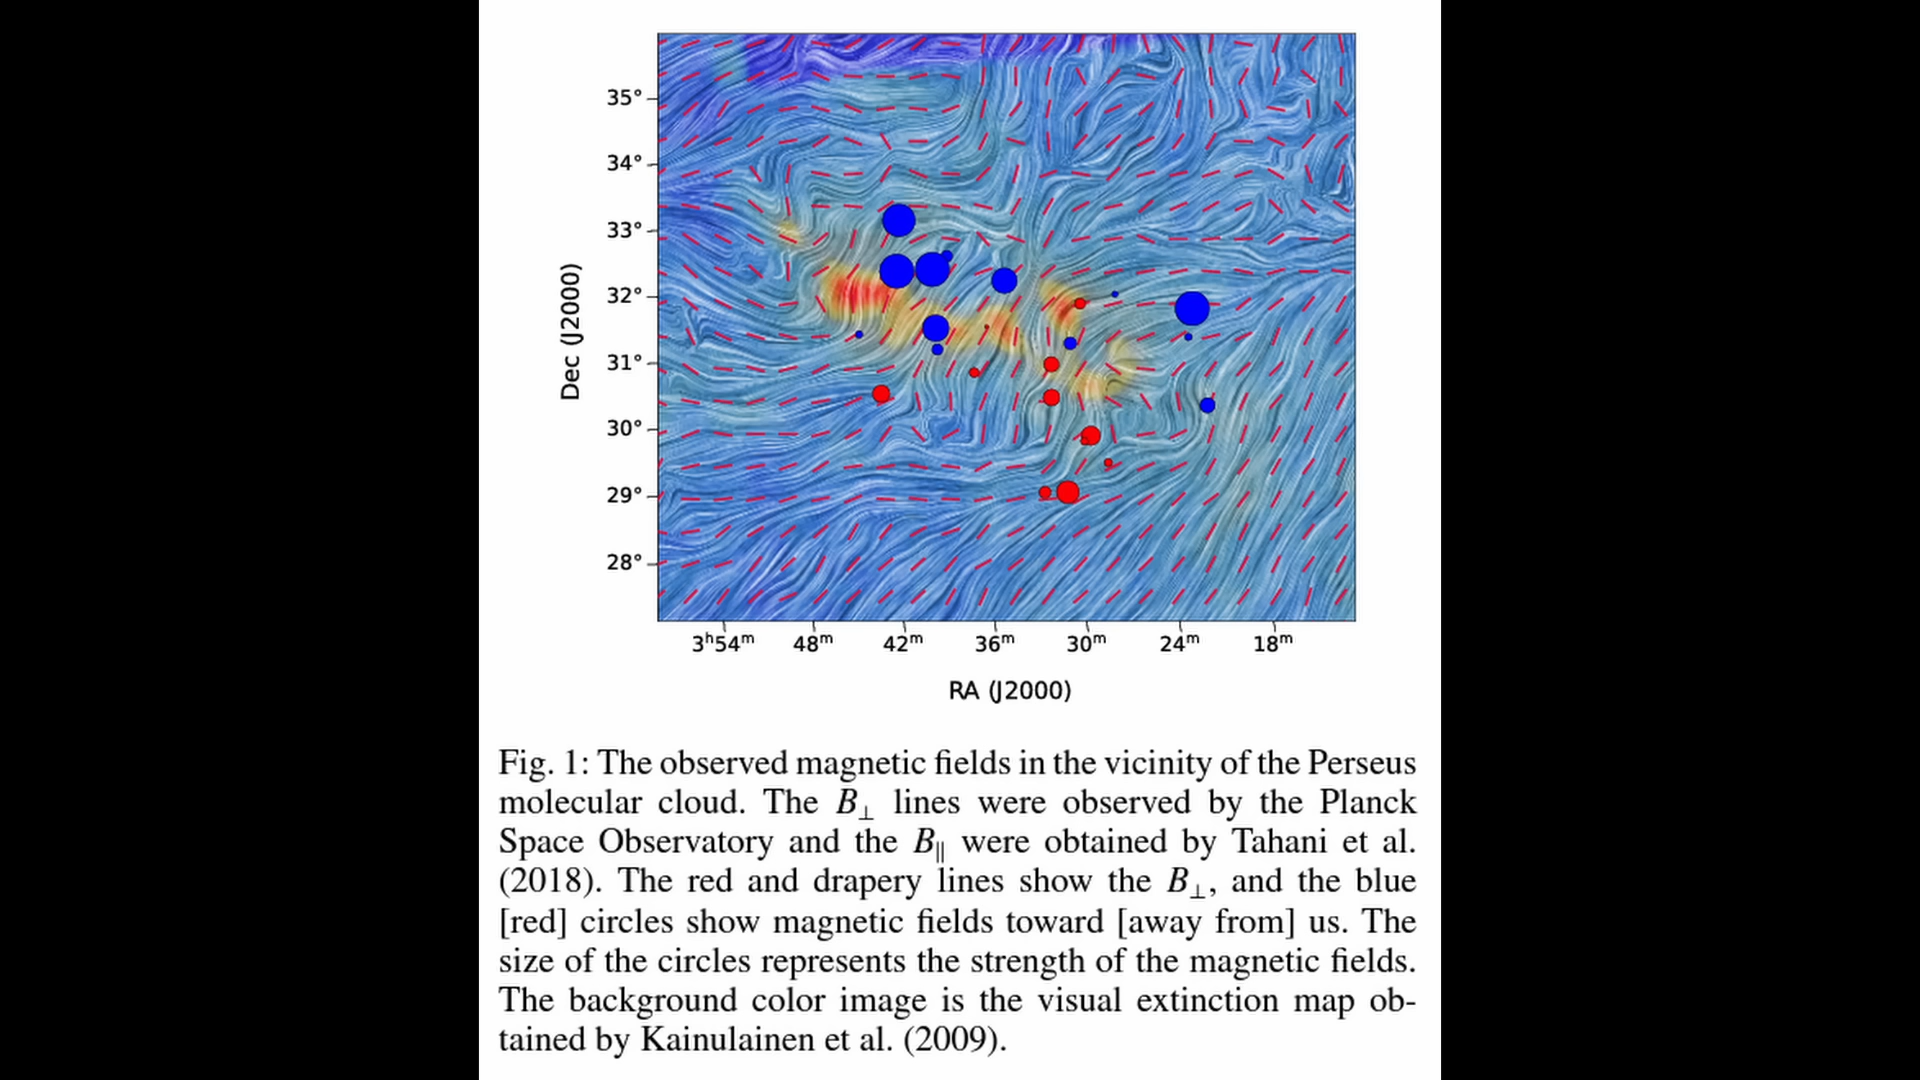 35°
34°
33°
32°
31°
30°
29°
28°
Dec (J2000)
3ʰ54ᵐ 48ᵐ 42ᵐ 36ᵐ 30ᵐ 24ᵐ 18ᵐ
RA (J2000)
Fig. 1: The observed magnetic fields in the vicinity of the Perseus
molecular cloud. The B⊥ lines were observed by the Planck
Space Observatory and the B∥ were obtained by Tahani et al.
(2018). The red and drapery lines show the B⊥, and the blue
[red] circles show magnetic fields toward [away from] us. The
size of the circles represents the strength of the magnetic fields.
The background color image is the visual extinction map ob-
tained by Kainulainen et al. (2009).